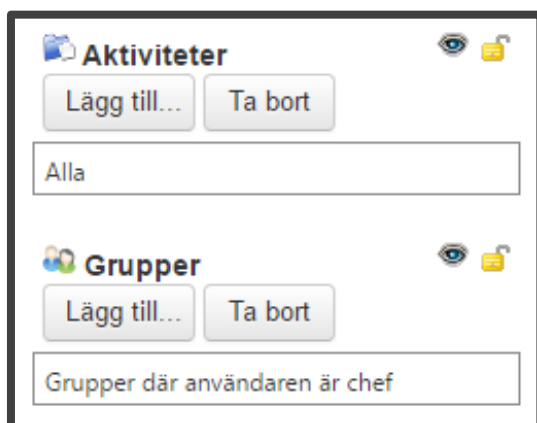 Aktiviteter
Lägg till... Ta bort
Alla
Grupper
Lägg till... Ta bort
Grupper där användaren är chef